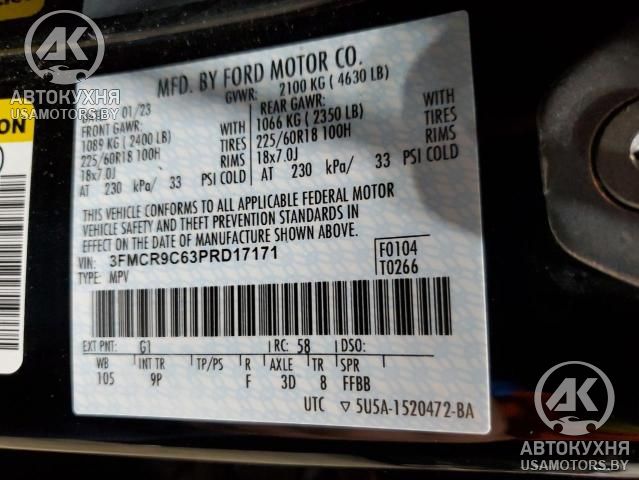 АК
АВТОКУХНЯ
USAMOTORS.BY
ON
MFD. BY FORD MOTOR CO.
01/23
GVWR: 2100 KG ( 4630 LB)
FRONT GAWR: REAR GAWR:
1089 KG ( 2400 LB) WITH 1066 KG ( 2350 LB) WITH
225/60R18 100H TIRES 225/60R18 100H TIRES
18x7.0J RIMS 18x7.0J RIMS
AT 230 kPa/ 33 PSI COLD AT 230 kPa/ 33 PSI COLD
THIS VEHICLE CONFORMS TO ALL APPLICABLE FEDERAL MOTOR
VEHICLE SAFETY AND THEFT PREVENTION STANDARDS IN EFFECT ON
THE DATE OF MANUFACTURE SHOWN ABOVE.
VIN: 3FMCR9C63PRD17171 F0104
TYPE: MPV T0266
EXT PNT: G1 RC: 58 DSO:
WB INT TR TP/PS R AXLE TR SPR
105 9P F 3D 8 FFBB
UTC ▽5U5A-1520472-BA
АК
АВТОКУХНЯ
USAMOTORS.BY